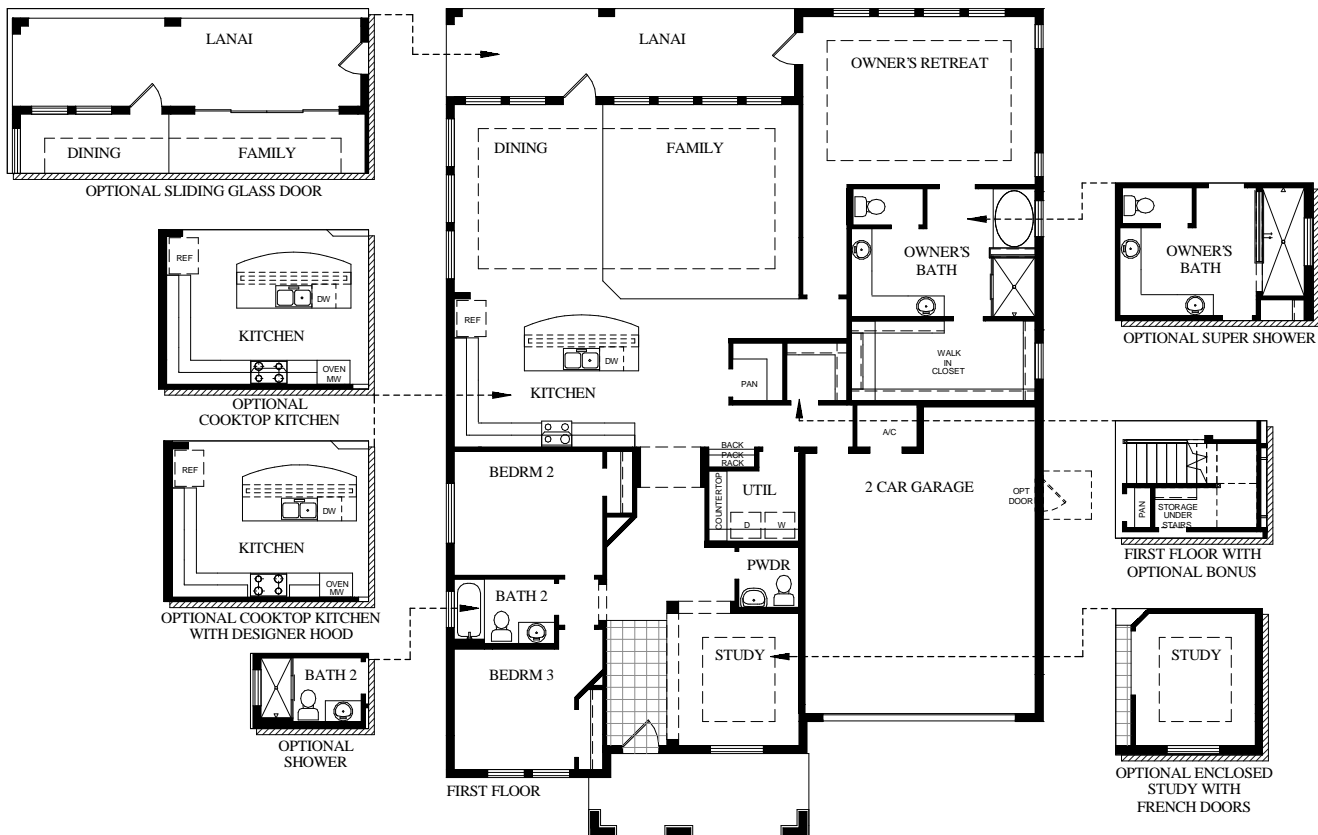 LANAI
DINING
FAMILY
OPTIONAL SLIDING GLASS DOOR
REF
DW
KITCHEN
OVEN
MW
OPTIONAL
COOKTOP KITCHEN
REF
DW
KITCHEN
OVEN
MW
OPTIONAL COOKTOP KITCHEN
WITH DESIGNER HOOD
BATH 2
OPTIONAL
SHOWER
LANAI
OWNER'S RETREAT
DINING
FAMILY
OWNER'S
BATH
REF
DW
KITCHEN
PAN
WALK
IN
CLOSET
A/C
BACK
PACK
RACK
BEDRM 2
COUNTERTOP
UTIL
D
W
2 CAR GARAGE
OPT
DOOR
PWDR
BATH 2
STUDY
BEDRM 3
FIRST FLOOR
OWNER'S
BATH
OPTIONAL SUPER SHOWER
PAN
STORAGE
UNDER
STAIRS
FIRST FLOOR WITH
OPTIONAL BONUS
STUDY
OPTIONAL ENCLOSED
STUDY WITH
FRENCH DOORS